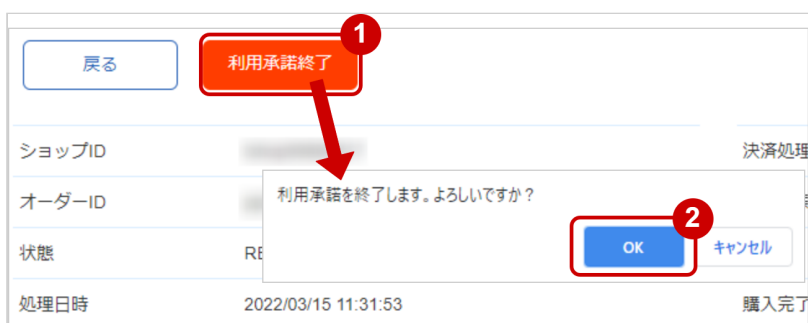 1
戻る
利用承諾終了
ショップID
決済処理
オーダーID
利用承諾を終了します。よろしいですか？
2
OK
キャンセル
状態
RE
処理日時
2022/03/15 11:31:53
購入完了